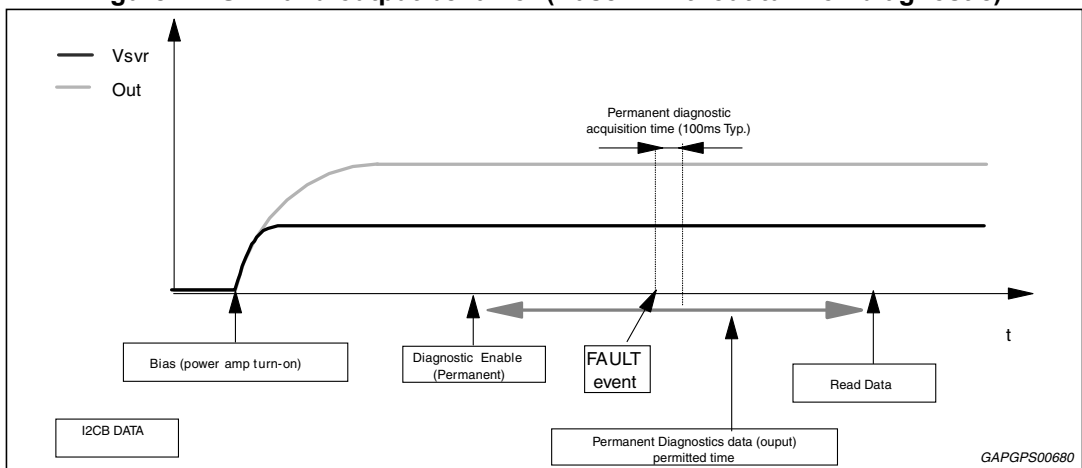 Vsvr
Out
Permanent diagnostic
acquisition time (100ms Typ.)
t
Bias (power amp turn-on)
Diagnostic Enable
(Permanent)
FAULT
event
Read Data
I2CB DATA
Permanent Diagnostics data (ouput)
permitted time
GAPGPS00680